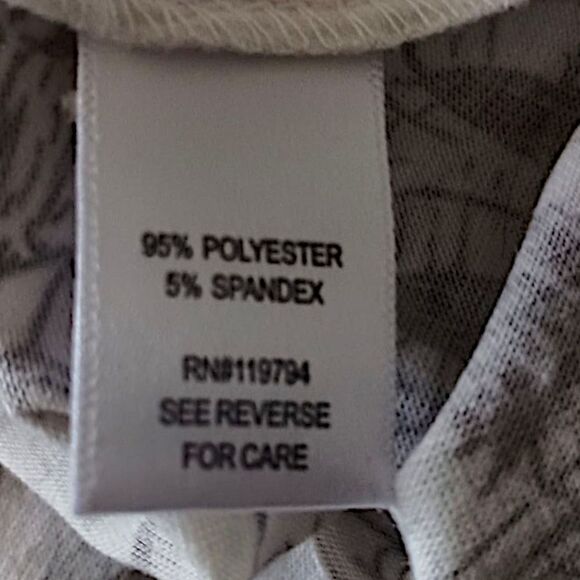 95% POLYESTER
5% SPANDEX
RN#119794
SEE REVERSE
FOR CARE